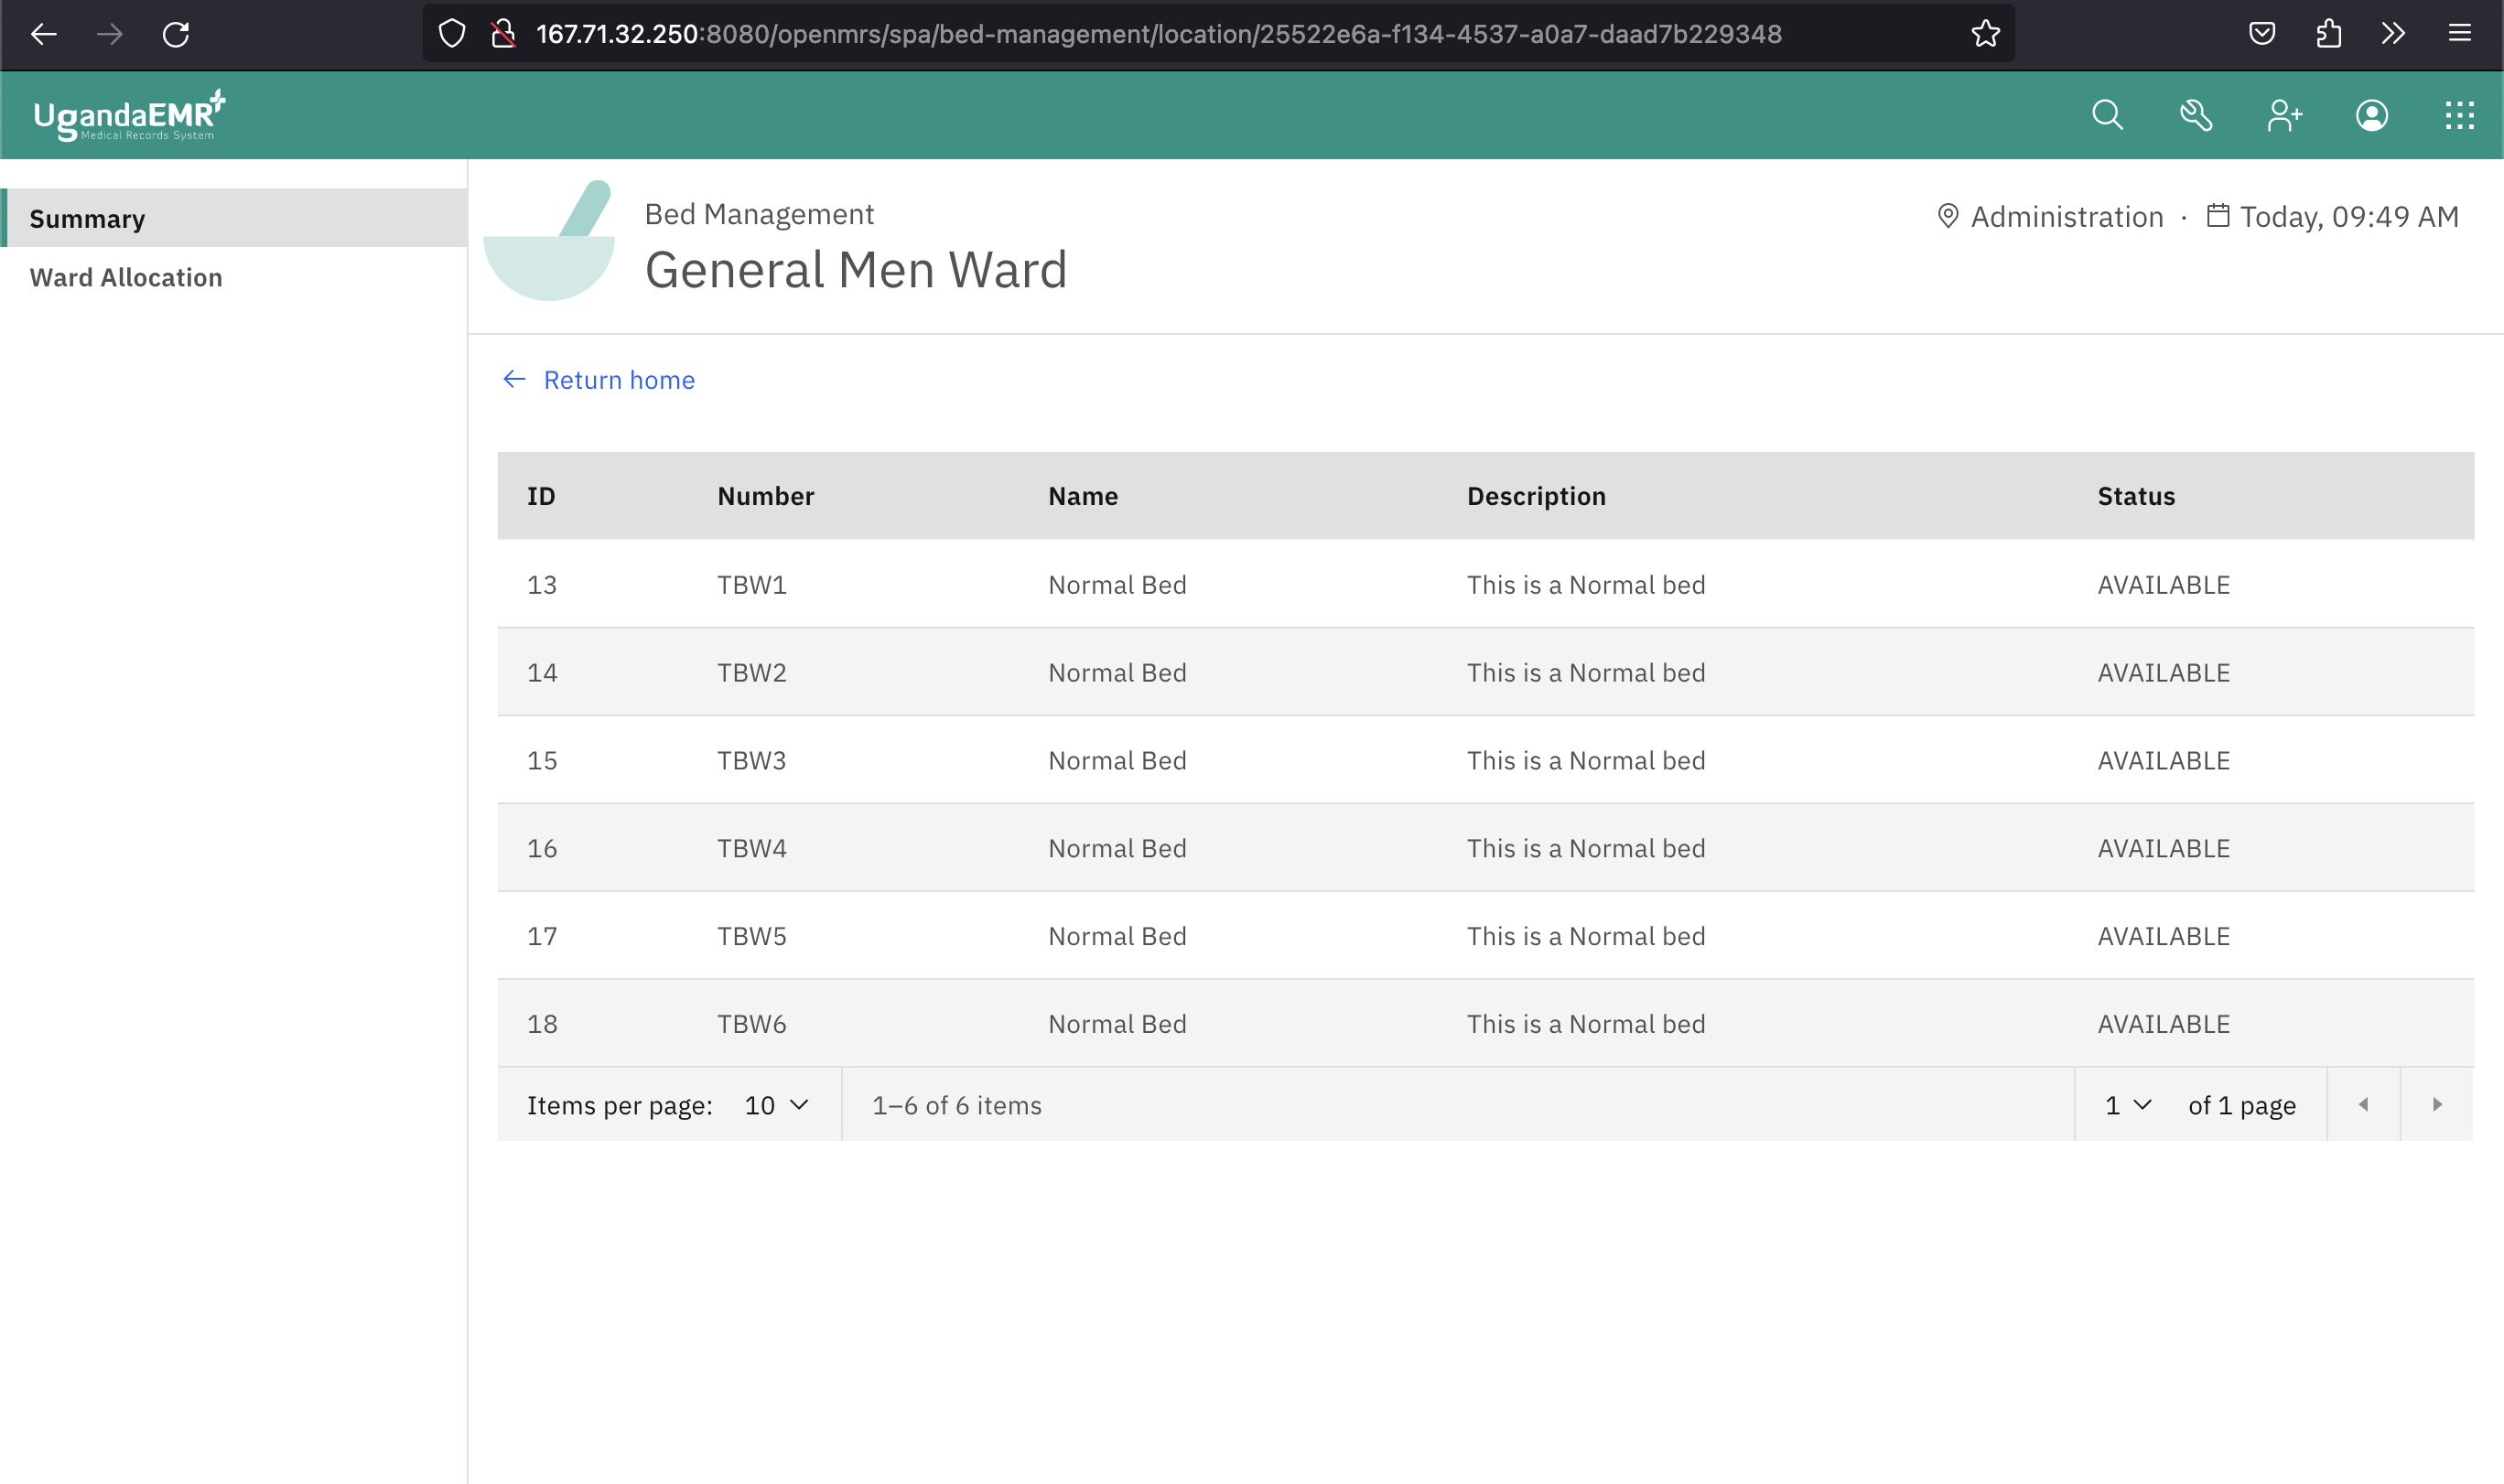 167.71.32.250:8080/openmrs/spa/bed-management/location/25522e6a-f134-4537-a0a7-daad7b229348
UgandaEMR
Medical Records System
Summary
Ward Allocation
Bed Management
General Men Ward
Administration · Today, 09:49 AM
Return home
ID Number Name Description Status
13 TBW1 Normal Bed This is a Normal bed AVAILABLE
14 TBW2 Normal Bed This is a Normal bed AVAILABLE
15 TBW3 Normal Bed This is a Normal bed AVAILABLE
16 TBW4 Normal Bed This is a Normal bed AVAILABLE
17 TBW5 Normal Bed This is a Normal bed AVAILABLE
18 TBW6 Normal Bed This is a Normal bed AVAILABLE
Items per page: 10 1–6 of 6 items 1 of 1 page